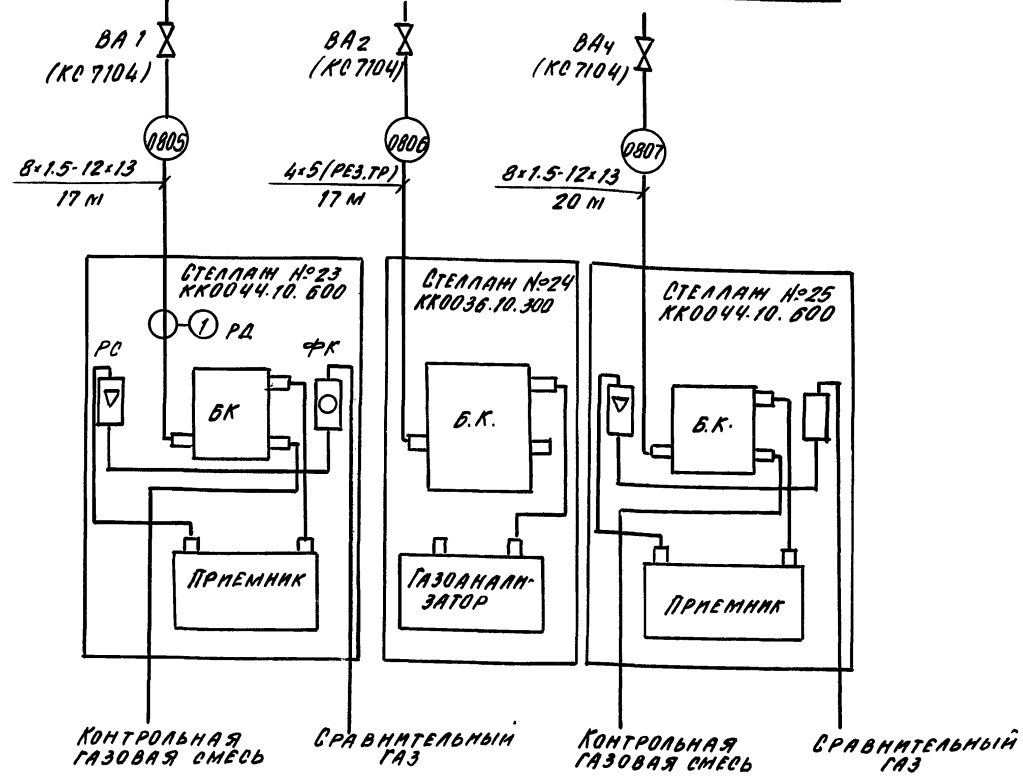 ВА 1
(КС 7104)
ВА2
(КС 7104)
ВА4
(КС 7104)
0805
0806
0807
8×1.5-12×13
17 м
4×5(РЕЗ.ТР)
17 м
8×1.5-12×13
20 м
СТЕЛЛАЖ №23
КК0044.10.600
1
РД
РС
ФК
БК
ПРИЕМНИК
СТЕЛЛАЖ №24
КК0036.10.300
Б.К.
ГАЗОАНАЛИ-
ЗАТОР
СТЕЛЛАЖ №25
КК0044.10.600
Б.К.
ПРИЕМНИК
КОНТРОЛЬНАЯ
ГАЗОВАЯ СМЕСЬ
СРАВНИТЕЛЬНЫЙ
ГАЗ
КОНТРОЛЬНАЯ
ГАЗОВАЯ СМЕСЬ
СРАВНИТЕЛЬНЫЙ
ГАЗ